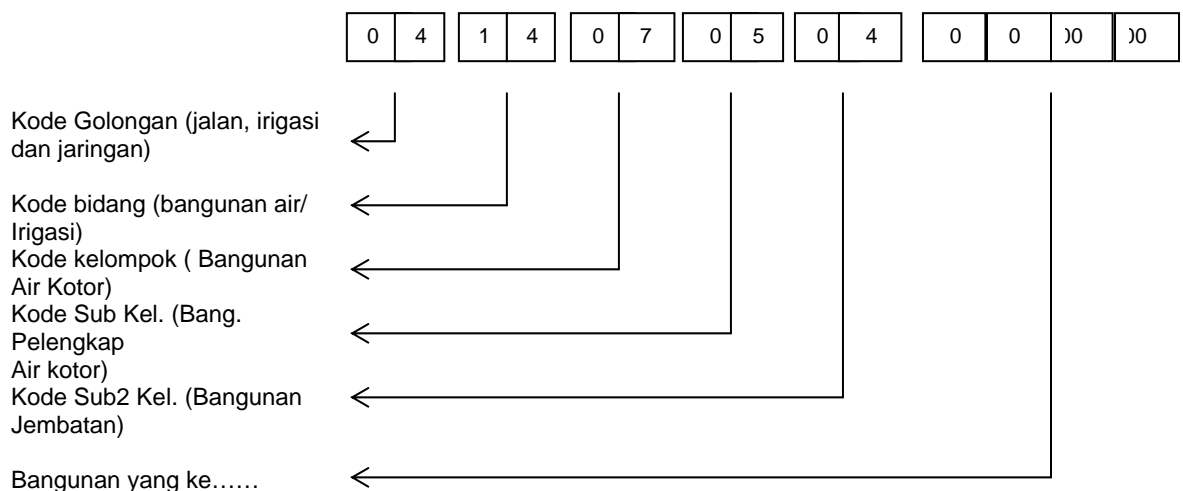 0 4 1 4 0 7 0 5 0 4 0 0 00 00
Kode Golongan (jalan, irigasi
dan jaringan)
Kode bidang (bangunan air/
Irigasi)
Kode kelompok ( Bangunan
Air Kotor)
Kode Sub Kel. (Bang.
Pelengkap
Air kotor)
Kode Sub2 Kel. (Bangunan
Jembatan)
Bangunan yang ke……